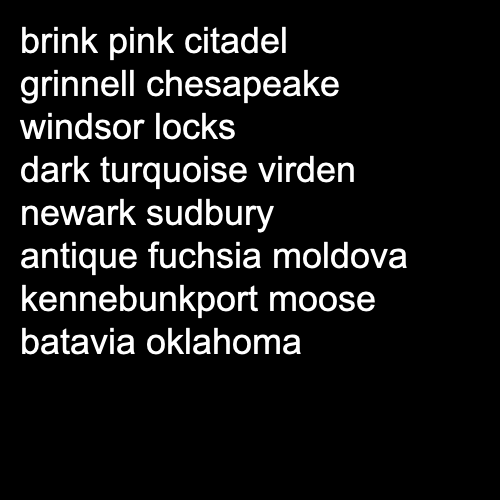 brink pink citadel
grinnell chesapeake
windsor locks
dark turquoise virden
newark sudbury
antique fuchsia moldova
kennebunkport moose
batavia oklahoma